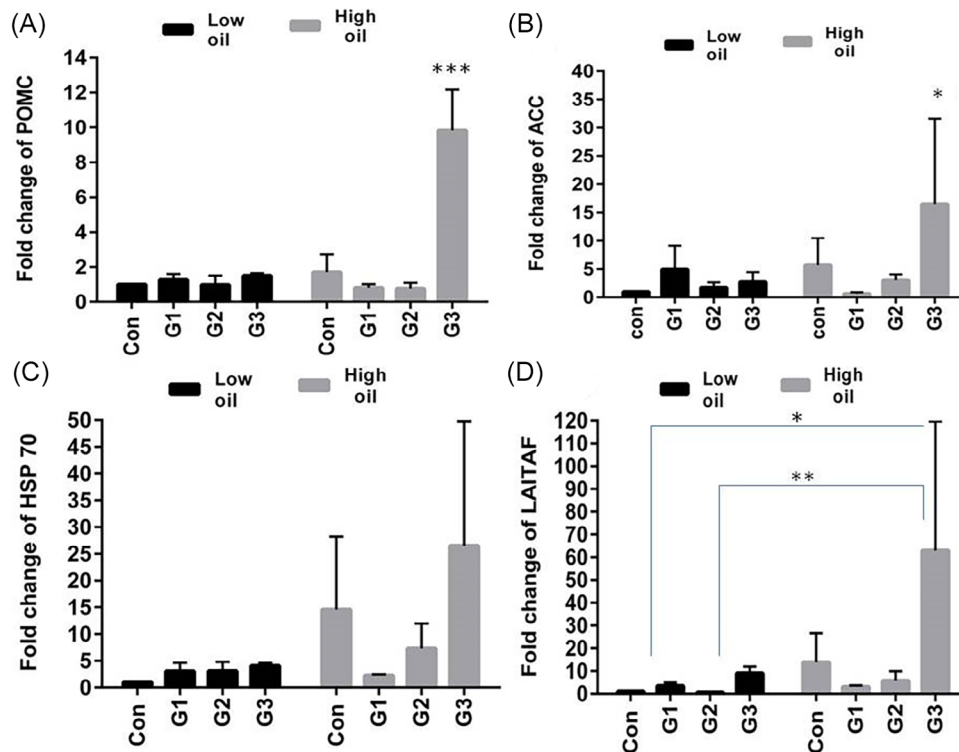 (A)
Low oil
High oil
Fold change of POMC
14
12
10
8
6
4
2
0
***
Con G1 G2 G3 Con G1 G2 G3
(B)
Low oil
High oil
Fold change of ACC
40
35
30
25
20
15
10
5
0
*
con G1 G2 G3 con G1 G2 G3
(C)
Low oil
High oil
Fold change of HSP 70
50
45
40
35
30
25
20
15
10
5
0
Con G1 G2 G3 Con G1 G2 G3
(D)
Low oil
High oil
Fold change of LAITAF
120
110
100
90
80
70
60
50
40
30
20
10
0
*
**
Con G1 G2 G3 Con G1 G2 G3